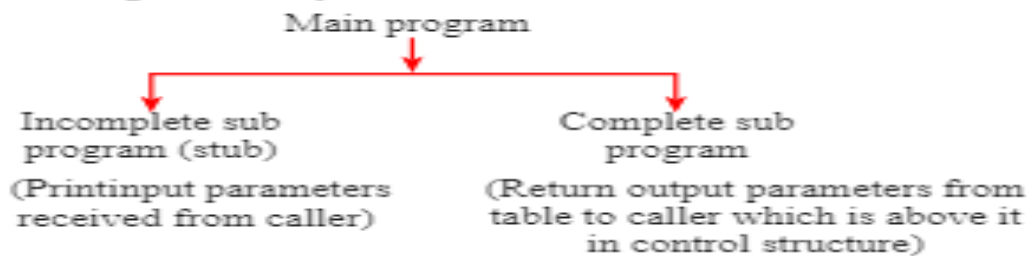 Main program
Incomplete sub
program (stub)
(Printinput parameters
received from caller)
Complete sub
program
(Return output parameters from
table to caller which is above it
in control structure)